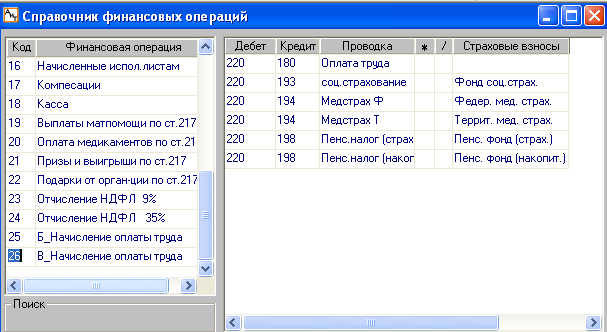 Справочник финансовых операций
Код Финансовая операция
16 Начисленные испол.листам
17 Компесации
18 Касса
19 Выплаты матпомощи по ст.217
20 Оплата медикаментов по ст.21
21 Призы и выигрыши по ст.217
22 Подарки от орган-ции по ст.217
23 Отчисление НДФЛ 9%
24 Отчисление НДФЛ 35%
25 Б_Начисление оплаты труда
26 В_Начисление оплаты труда
Поиск
Дебет Кредит Проводка * / Страховые взносы
220 180 Оплата труда
220 193 соц.страхование Фонд соц.страх.
220 194 Медстрах Ф Федер. мед. страх.
220 194 Медстрах Т Террит. мед. страх.
220 198 Пенс.налог (страх Пенс. фонд (страх.)
220 198 Пенс.налог (накоп Пенс. фонд (накопит.)